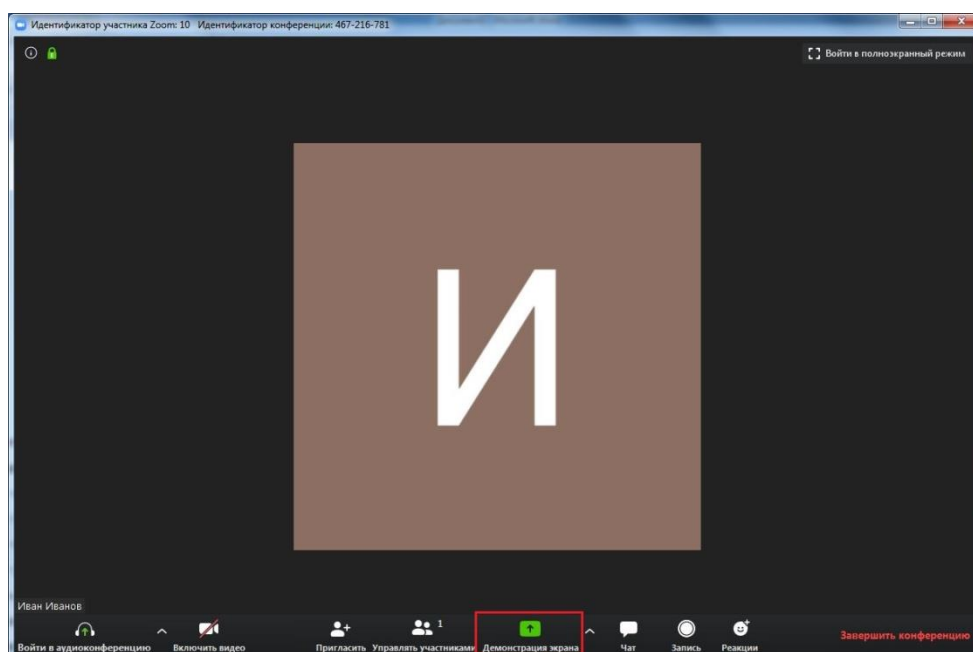 Идентификатор участника Zoom: 10 Идентификатор конференции: 467-216-781
Войти в полноэкранный режим
И
Иван Иванов
1
Войти в аудиоконференцию Включить видео Пригласить Управлять участниками Демонстрация экрана Чат Запись Реакции Завершить конференцию